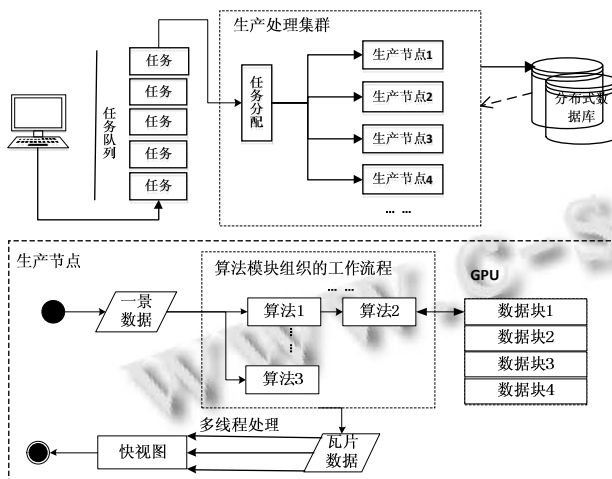 生产处理集群
任务队列
任务
任务
任务
任务
任务
任务分配
生产节点1
生产节点2
生产节点3
生产节点4
... ...
分布式数
据库
生产节点
算法模块组织的工作流程
... ...
GPU
一景
数据
算法1
算法2
...
...
算法3
数据块1
数据块2
数据块3
数据块4
多线程处理
快视图
瓦片
数据
www.c-s